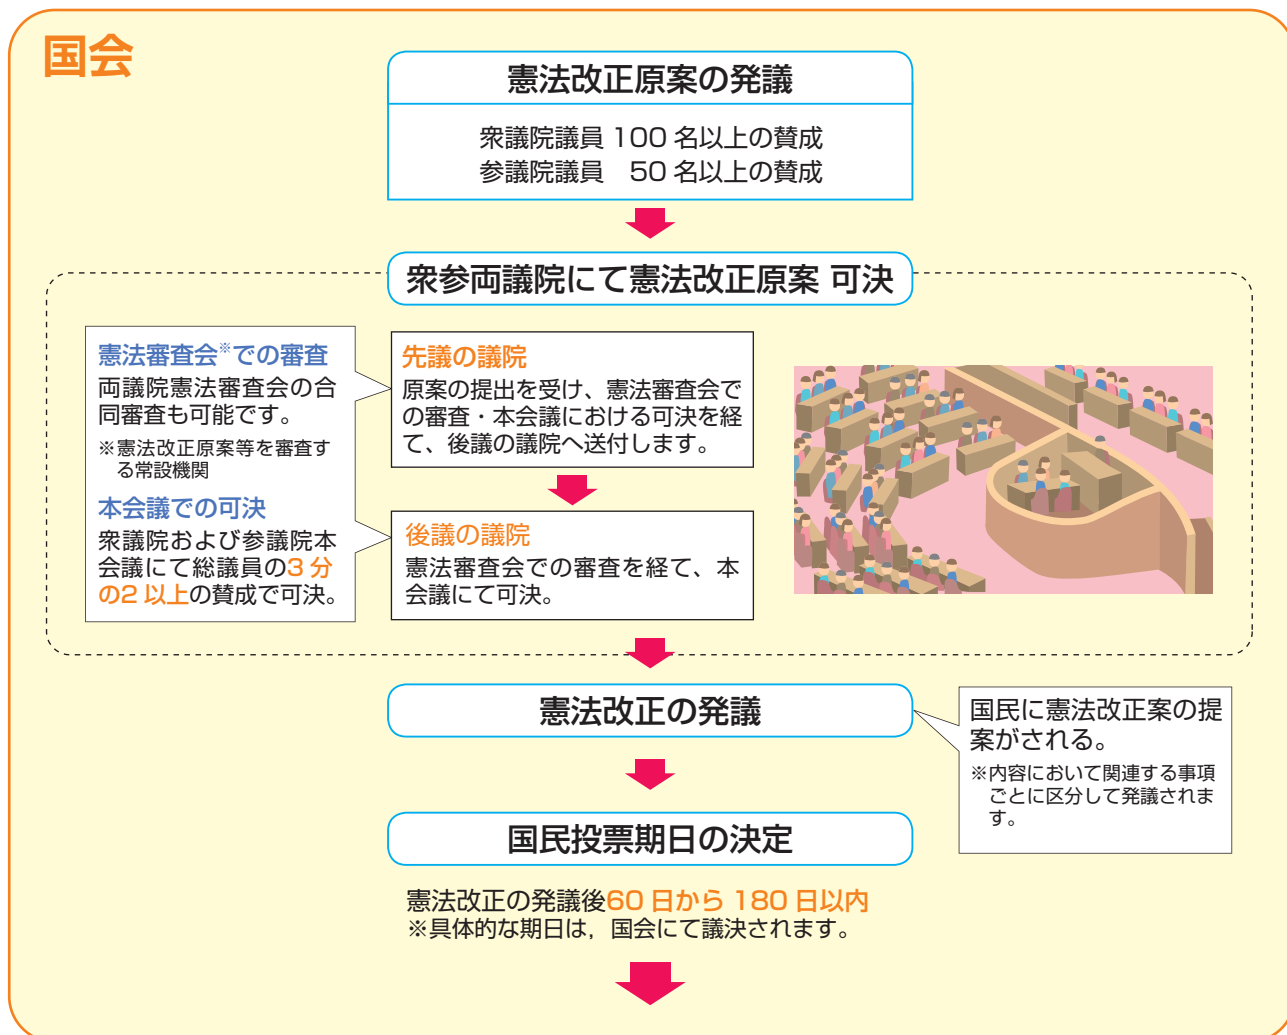 国会
憲法改正原案の発議
衆議院議員 100 名以上の賛成
参議院議員　50 名以上の賛成
衆参両議院にて憲法改正原案 可決
憲法審査会※での審査
両議院憲法審査会の合
同審査も可能です。
※憲法改正原案等を審査す
る常設機関
本会議での可決
衆議院および参議院本
会議にて総議員の3 分
の2 以上の賛成で可決。
先議の議院
原案の提出を受け、憲法審査会で
の審査・本会議における可決を経
て、後議の議院へ送付します。
後議の議院
憲法審査会での審査を経て、本
会議にて可決。
憲法改正の発議
国民に憲法改正案の提
案がされる。
※内容において関連する事項
ごとに区分して発議されま
す。
国民投票期日の決定
憲法改正の発議後60 日から 180 日以内
※具体的な期日は，国会にて議決されます。